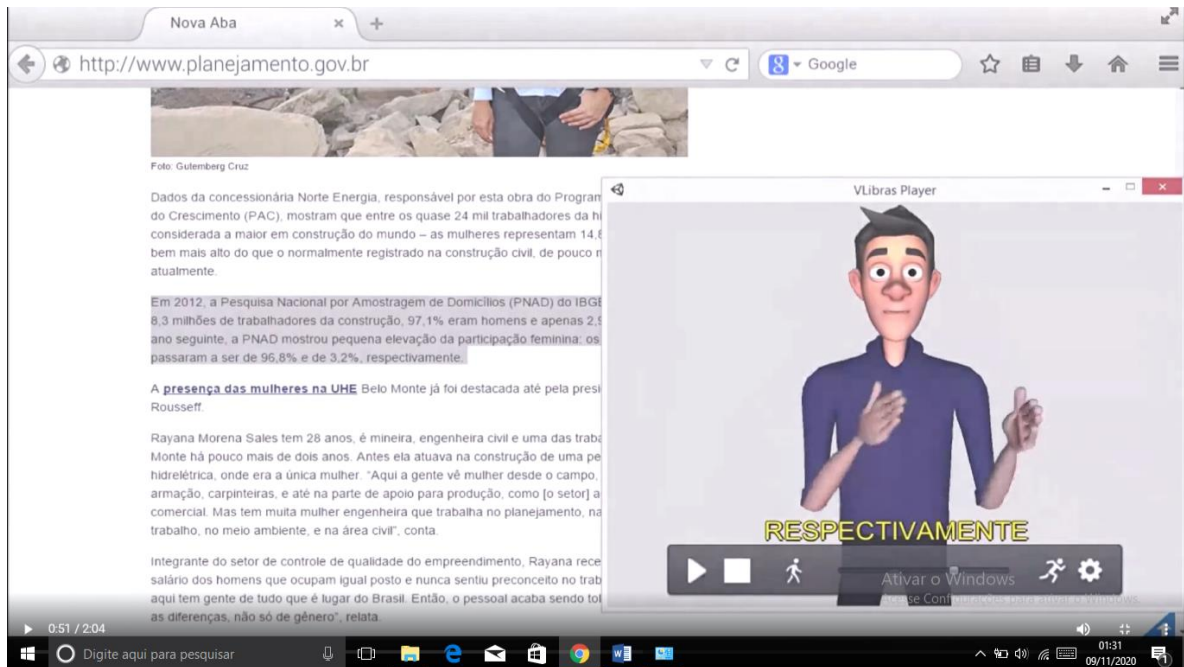 Nova Aba
http://www.planejamento.gov.br
Google
Foto: Gutemberg Cruz
Dados da concessionária Norte Energia, responsável por esta obra do Program
do Crescimento (PAC), mostram que entre os quase 24 mil trabalhadores da hi
considerada a maior em construção do mundo – as mulheres representam 14,8
bem mais alto do que o normalmente registrado na construção civil, de pouco
atualmente.
Em 2012, a Pesquisa Nacional por Amostragem de Domicílios (PNAD) do IBGE
8,3 milhões de trabalhadores da construção, 97,1% eram homens e apenas 2,9
ano seguinte, a PNAD mostrou pequena elevação da participação feminina: os
passaram a ser de 96,8% e de 3,2%, respectivamente.
A presença das mulheres na UHE Belo Monte já foi destacada até pela presi
Rousseff.
Rayana Morena Sales tem 28 anos, é mineira, engenheira civil e uma das traba
Monte há pouco mais de dois anos. Antes ela atuava na construção de uma pe
hidrelétrica, onde era a única mulher. “Aqui a gente vê mulher desde o campo,
armação, carpinteiras, e até na parte de apoio para produção, como [o setor] a
comercial. Mas tem muita mulher engenheira que trabalha no planejamento, na
trabalho, no meio ambiente, e na área civil”, conta.
Integrante do setor de controle de qualidade do empreendimento, Rayana rece
salário dos homens que ocupam igual posto e nunca sentiu preconceito no trab
aqui tem gente de tudo que é lugar do Brasil. Então, o pessoal acaba sendo tol
as diferenças, não só de gênero”, relata.
VLibras Player
RESPECTIVAMENTE
Ativar o Windows
Acesse Configurações para ativar o Windows.
0:51 / 2:04
Digite aqui para pesquisar
01:31
09/11/2020